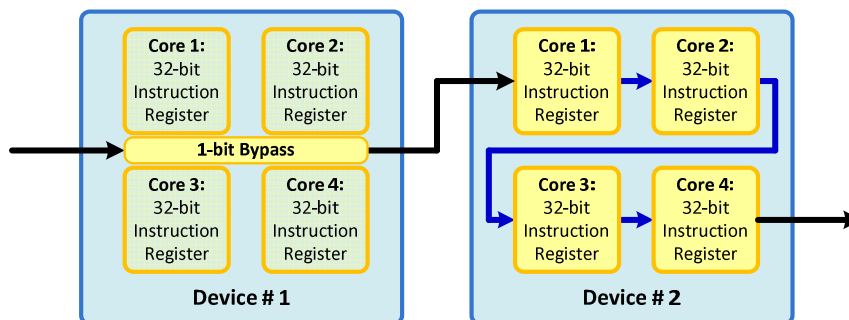 Core 1:
32-bit
Instruction
Register
Core 2:
32-bit
Instruction
Register
1-bit Bypass
Core 3:
32-bit
Instruction
Register
Core 4:
32-bit
Instruction
Register
Device # 1
Core 1:
32-bit
Instruction
Register
Core 2:
32-bit
Instruction
Register
Core 3:
32-bit
Instruction
Register
Core 4:
32-bit
Instruction
Register
Device # 2